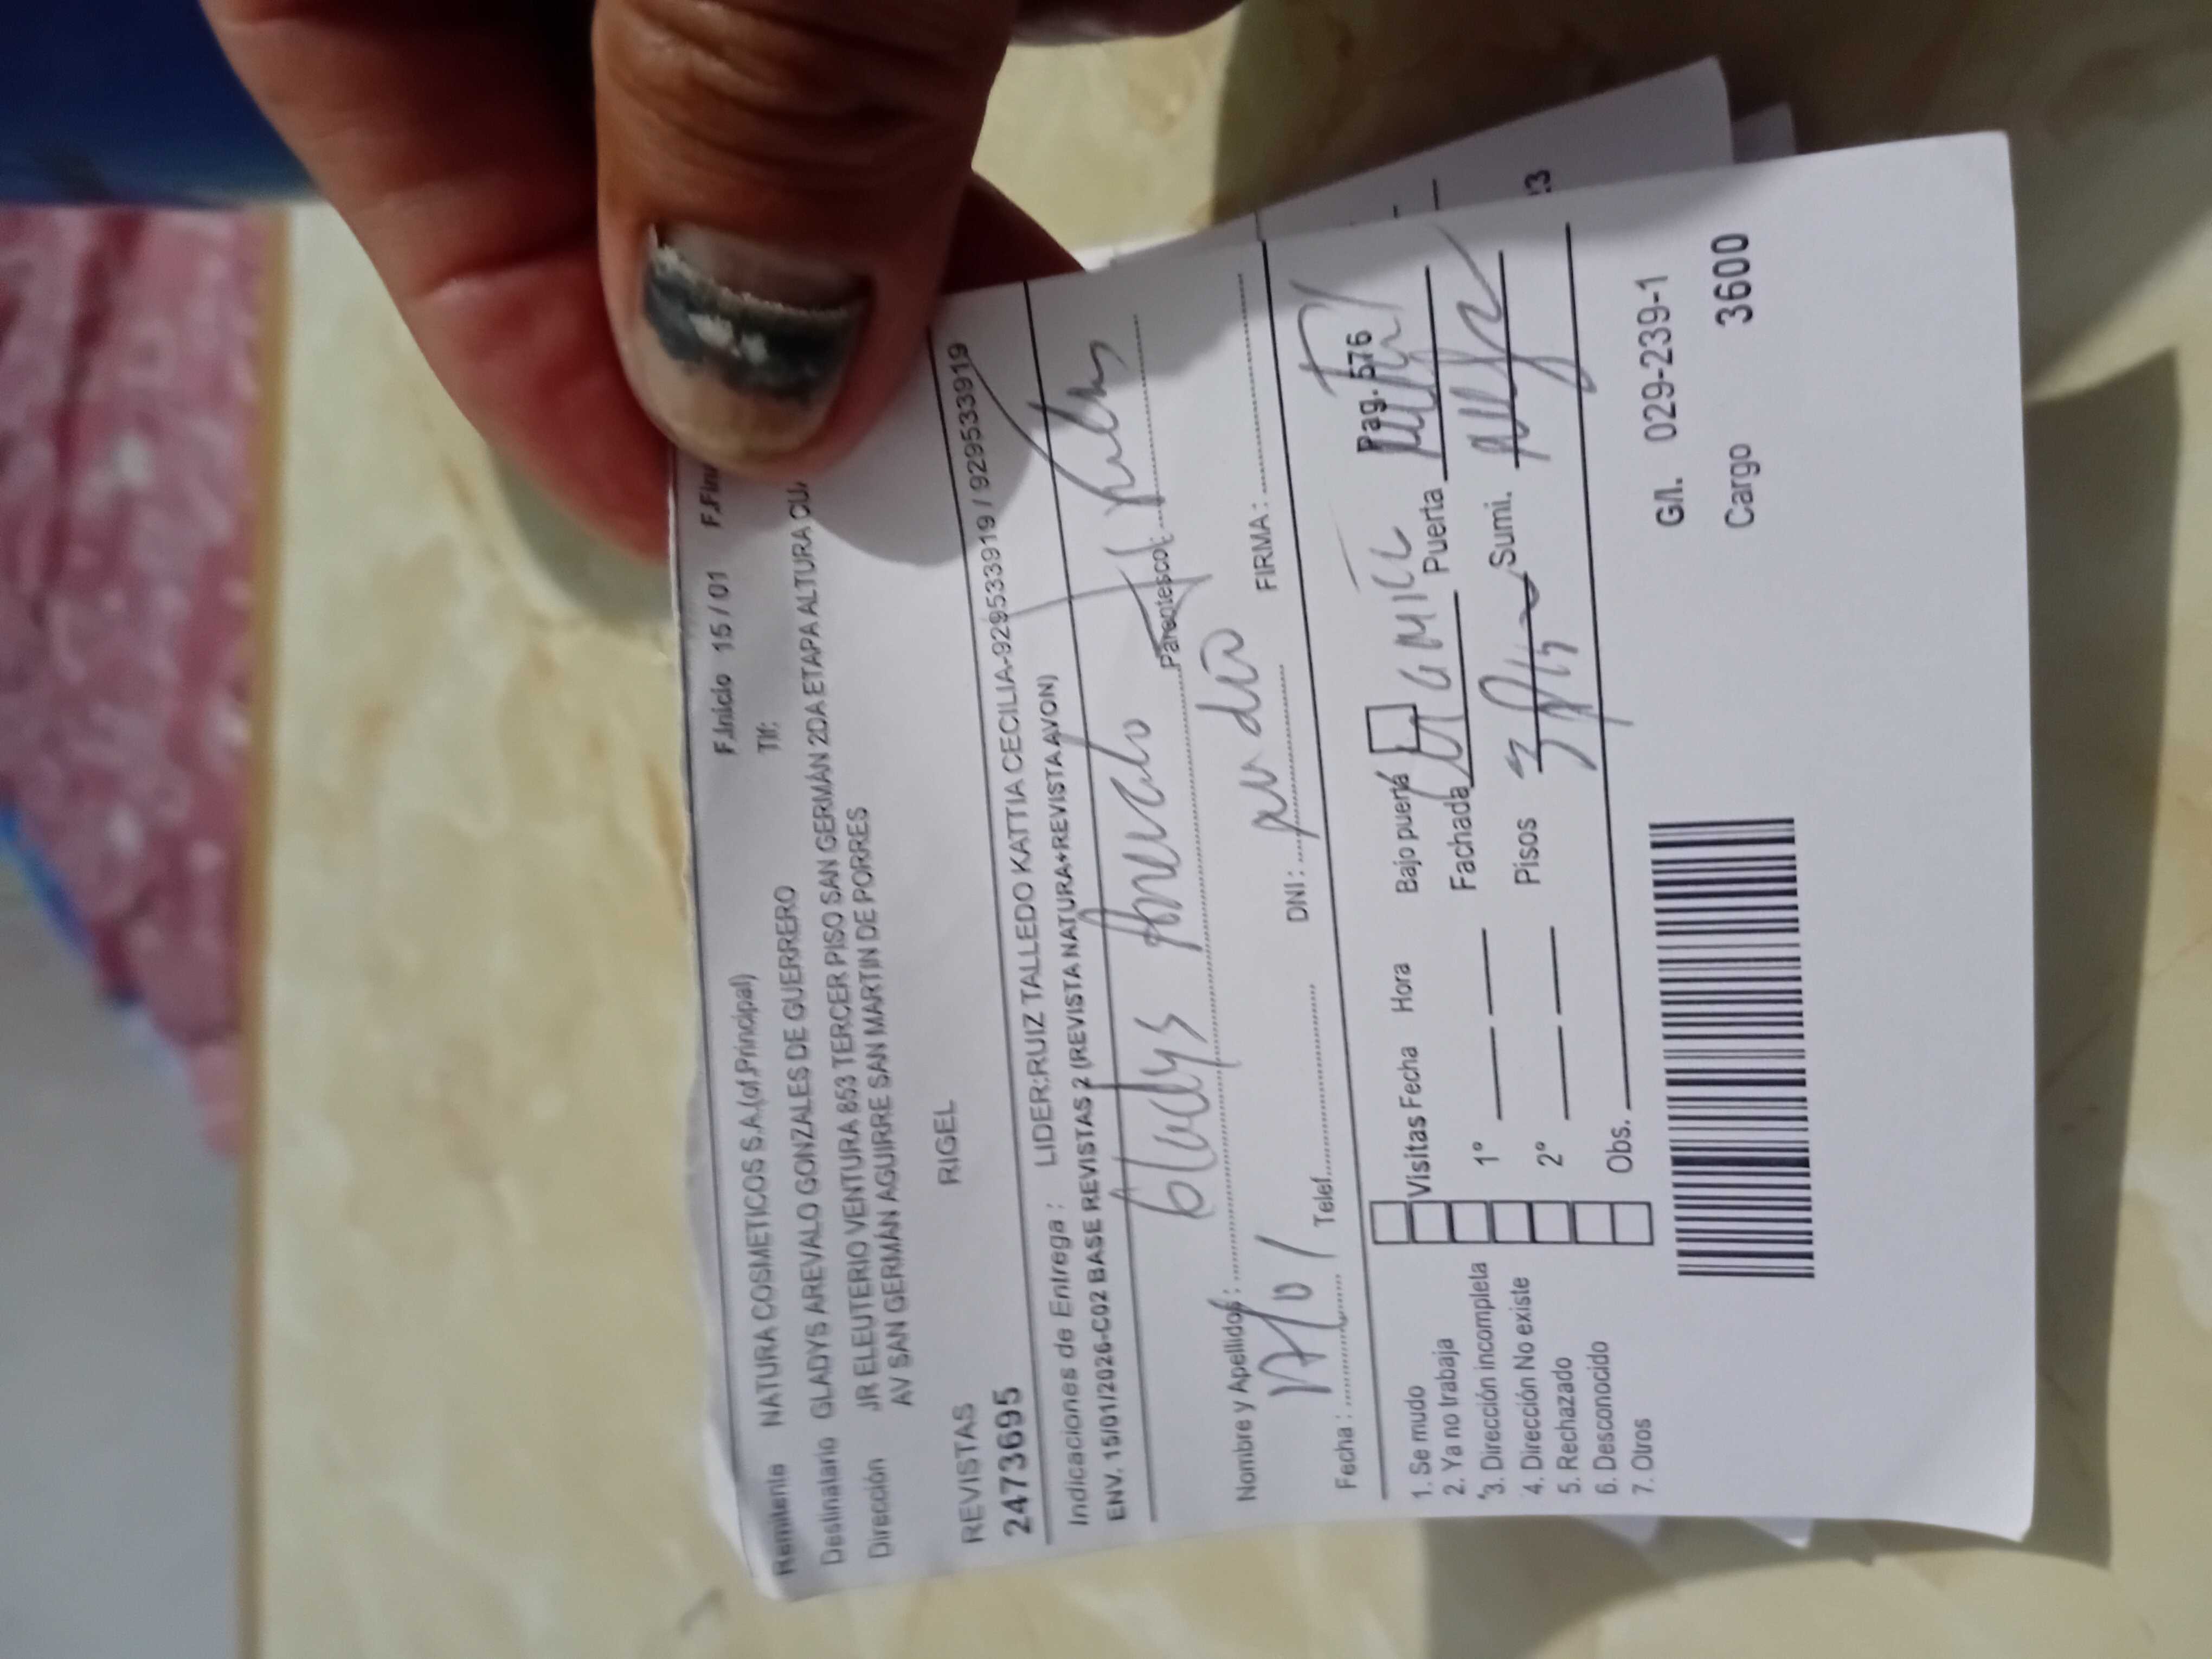 F.Inicio 15 / 01 F.Fin
Remitente NATURA COSMETICOS S.A.(of.Principal) Tlf:
Destinatario GLADYS AREVALO GONZALES DE GUERRERO
Dirección JR ELEUTERIO VENTURA 853 TERCER PISO SAN GERMÁN 2DA ETAPA ALTURA CU
AV SAN GERMÁN AGUIRRE SAN MARTIN DE PORRES
REVISTAS RIGEL
2473695
Indicaciones de Entrega : LIDER:RUIZ TALLEDO KATTIA CECILIA-929533919 / 929533919 / 929533919
ENV. 15/01/2026-C02 BASE REVISTAS 2 (REVISTA NATURA+REVISTA AVON)
Gladys Arevalo
Nombre y Apellidos : Parentesco :
Fecha : Telef. DNI : FIRMA :
Pag. 576
1. Se mudo
2. Ya no trabaja
3. Dirección incompleta
4. Dirección No existe
5. Rechazado
6. Desconocido
7. Otros
Visitas Fecha Hora Bajo puerta
1º Fachada Puerta
2º Pisos 3 Sumi.
Obs.
G/l. 029-239-1
Cargo 3600